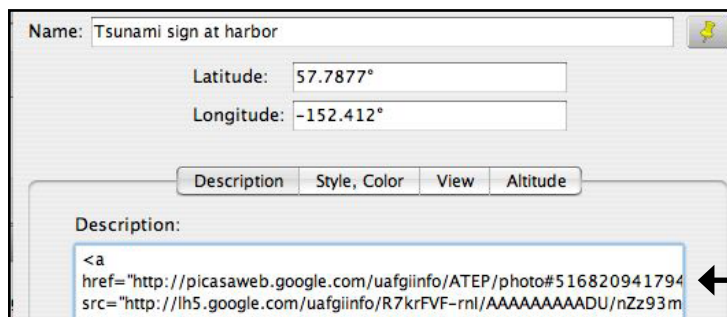 Name: Tsunami sign at harbor
Latitude: 57.7877°
Longitude: -152.412°
Description Style, Color View Altitude
Description:
<a
href="http://picasaweb.google.com/uafgiinfo/ATEP/photo#516820941794
src="http://lh5.google.com/uafgiinfo/R7krFVF-rnI/AAAAAAAAADU/nZz93m